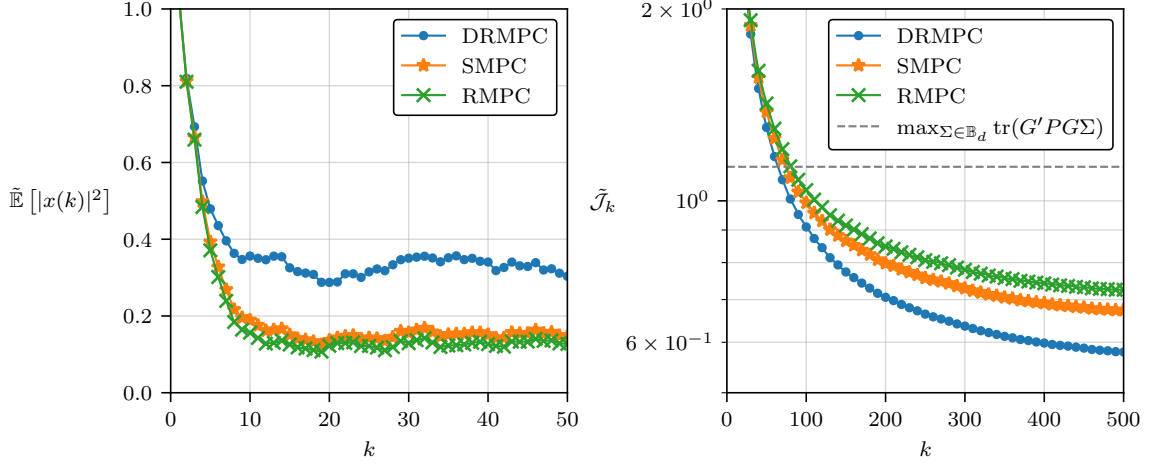 1.0
0.8
0.6
0.4
0.2
0.0
0
10
20
30
40
50
k
𝔼̃ [|x(k)|²]
DRMPC
SMPC
RMPC
2 × 10⁰
10⁰
6 × 10⁻¹
0
100
200
300
400
500
k
𝒥̃ₖ
DRMPC
SMPC
RMPC
max_{Σ∈𝔹_d} tr(G′PGΣ)